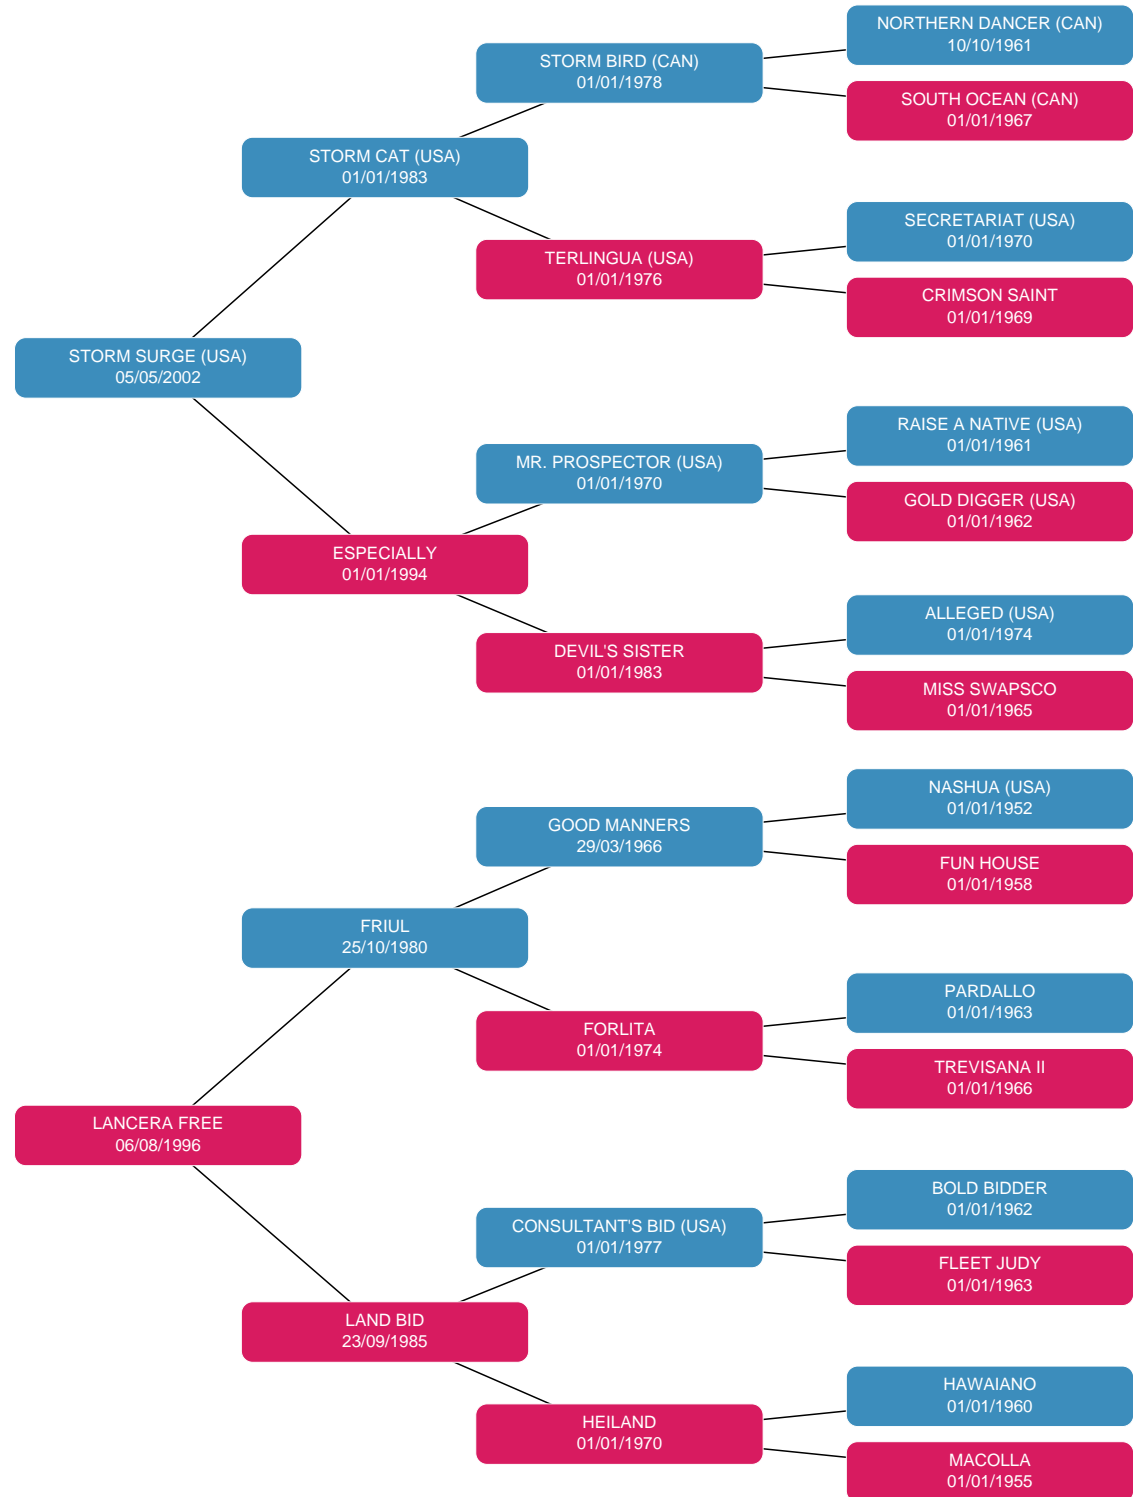 NORTHERN DANCER (CAN)
10/10/1961
STORM BIRD (CAN)
01/01/1978
SOUTH OCEAN (CAN)
01/01/1967
STORM CAT (USA)
01/01/1983
SECRETARIAT (USA)
01/01/1970
TERLINGUA (USA)
01/01/1976
CRIMSON SAINT
01/01/1969
STORM SURGE (USA)
05/05/2002
RAISE A NATIVE (USA)
01/01/1961
MR. PROSPECTOR (USA)
01/01/1970
GOLD DIGGER (USA)
01/01/1962
ESPECIALLY
01/01/1994
ALLEGED (USA)
01/01/1974
DEVIL'S SISTER
01/01/1983
MISS SWAPSCO
01/01/1965
NASHUA (USA)
01/01/1952
GOOD MANNERS
29/03/1966
FUN HOUSE
01/01/1958
FRIUL
25/10/1980
PARDALLO
01/01/1963
FORLITA
01/01/1974
TREVISANA II
01/01/1966
LANCERA FREE
06/08/1996
BOLD BIDDER
01/01/1962
CONSULTANT'S BID (USA)
01/01/1977
FLEET JUDY
01/01/1963
LAND BID
23/09/1985
HAWAIANO
01/01/1960
HEILAND
01/01/1970
MACOLLA
01/01/1955